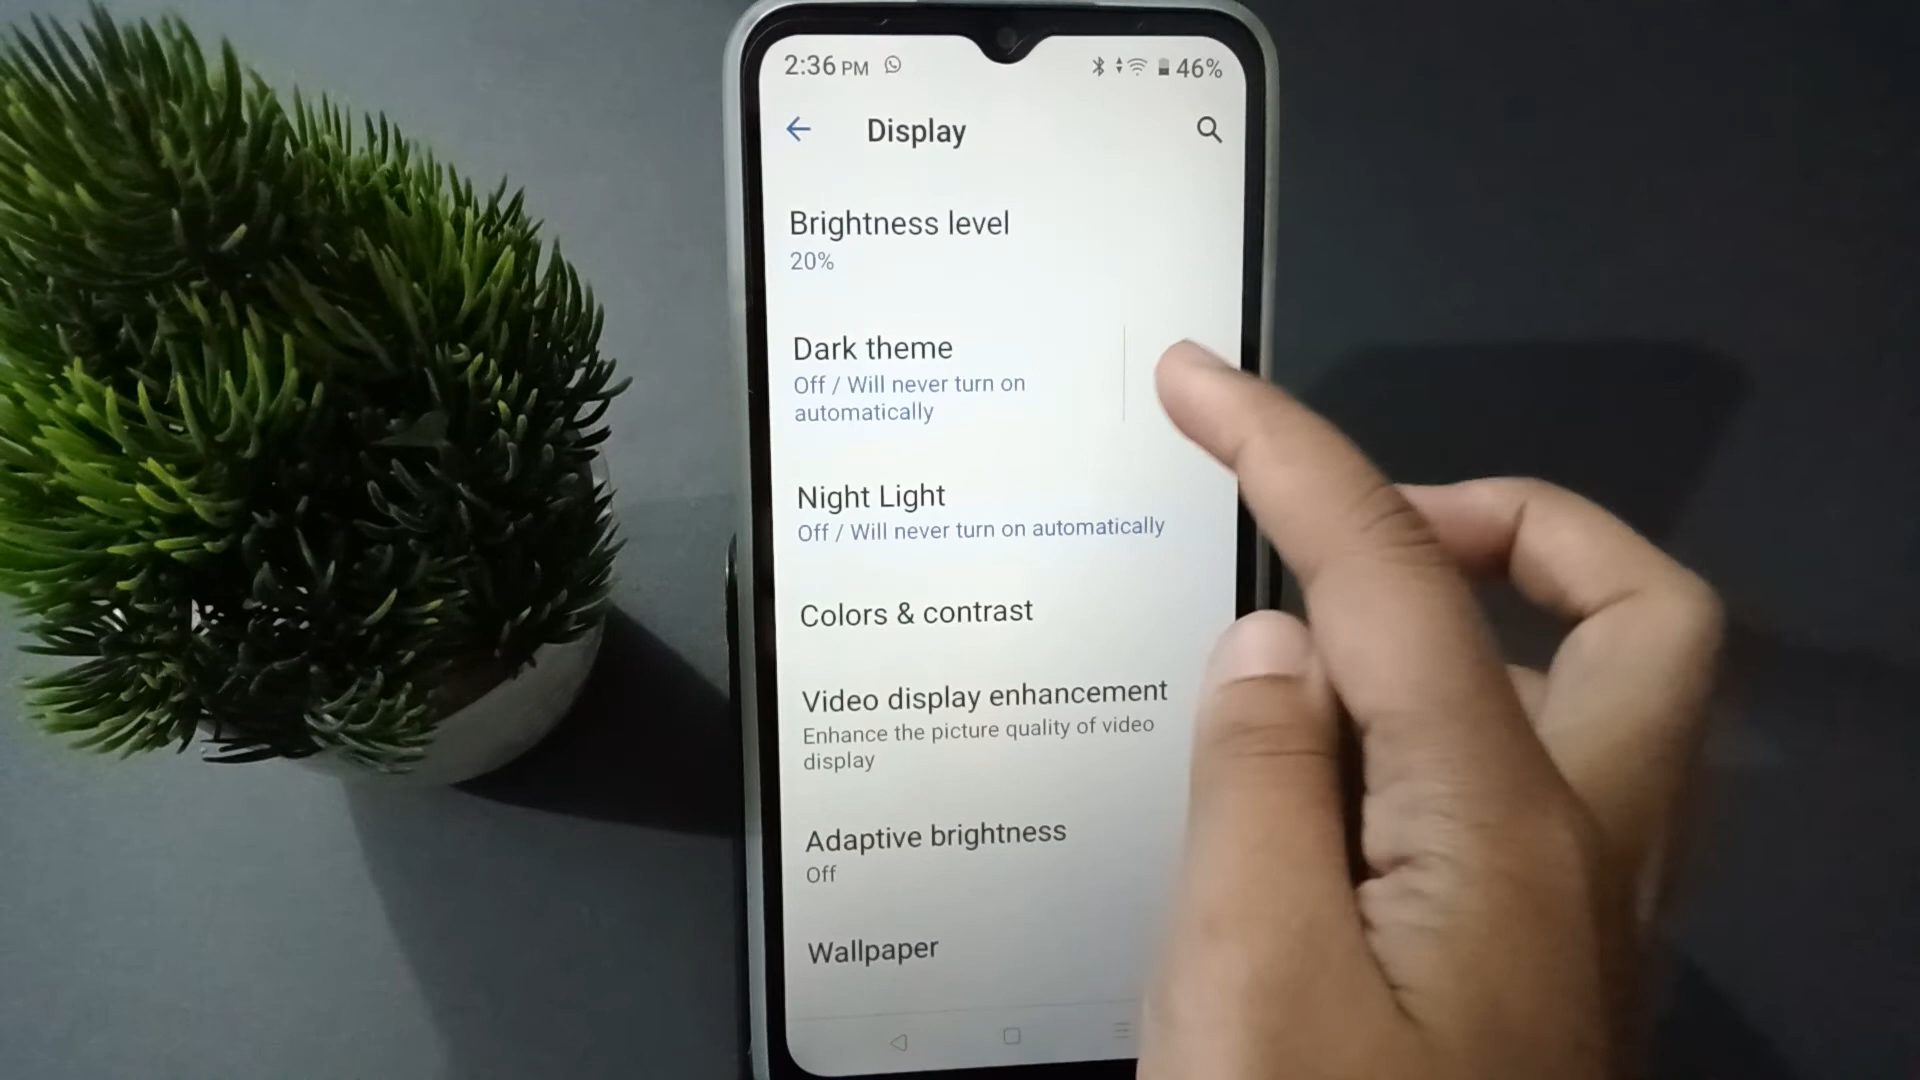 2:36 PM 46%
Display
Brightness level
20%
Dark theme
Off / Will never turn on
automatically
Night Light
Off / Will never turn on automatically
Colors & contrast
Video display enhancement
Enhance the picture quality of video
display
Adaptive brightness
Off
Wallpaper